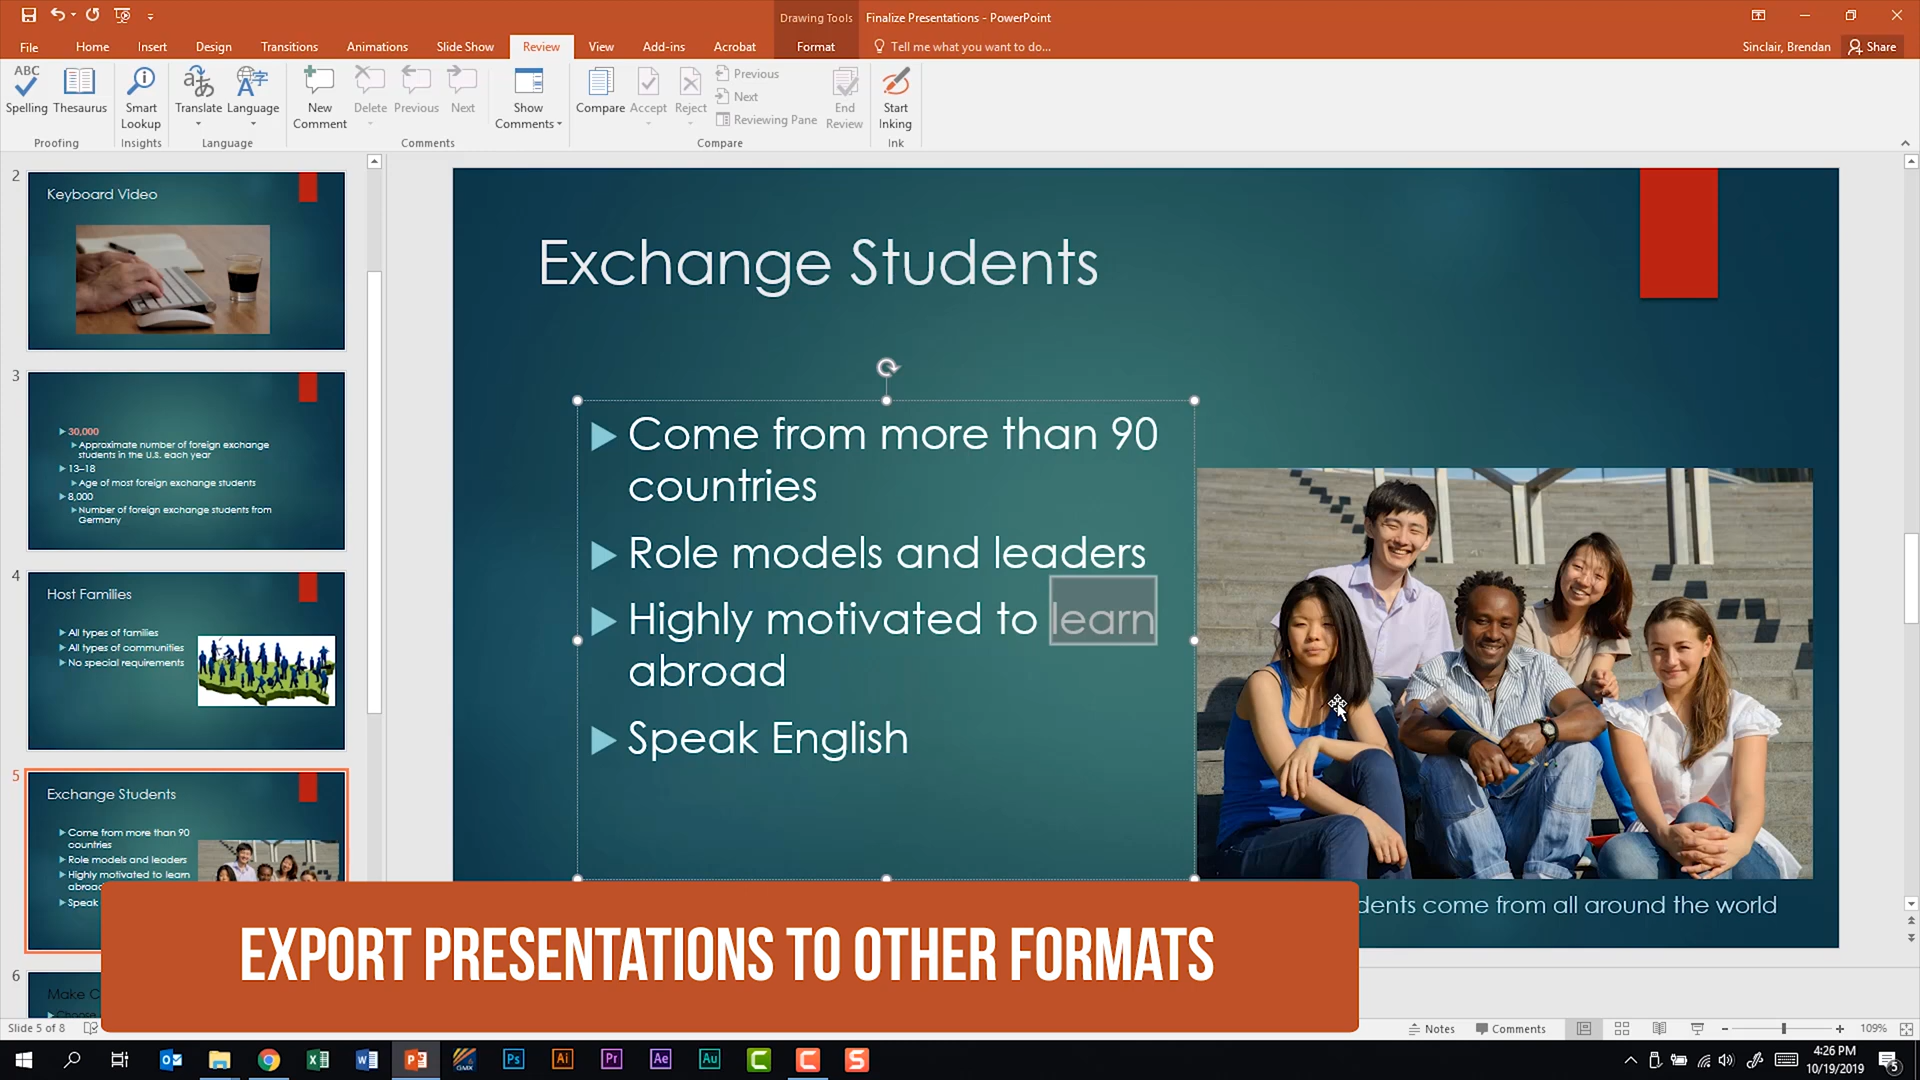 Drawing Tools
Finalize Presentations - PowerPoint
File
Home
Insert
Design
Transitions
Animations
Slide Show
Review
View
Add-ins
Acrobat
Format
Tell me what you want to do...
Sinclair, Brendan
Share
ABC
Spelling
Thesaurus
Smart
Lookup
Translate
Language
New
Comment
Delete
Previous
Next
Show
Comments
Compare
Accept
Reject
Previous
Next
Reviewing Pane
End
Review
Start
Inking
Proofing
Insights
Language
Comments
Compare
Ink
2
Keyboard Video
3
30,000
Approximate number of foreign exchange
students in the U.S. each year
13–18
Age of most foreign exchange students
8,000
Number of foreign exchange students from
Germany
4
Host Families
All types of families
All types of communities
No special requirements
5
Exchange Students
Come from more than 90
countries
Role models and leaders
Highly motivated to learn
abroad
Speak
6
Make C
Choose
Exchange Students
Come from more than 90
countries
Role models and leaders
Highly motivated to learn
abroad
Speak English
dents come from all around the world
EXPORT PRESENTATIONS TO OTHER FORMATS
Slide 5 of 8
Notes
Comments
109%
GMX
Ps
Ai
Pr
Ae
Au
4:26 PM
10/19/2019
5